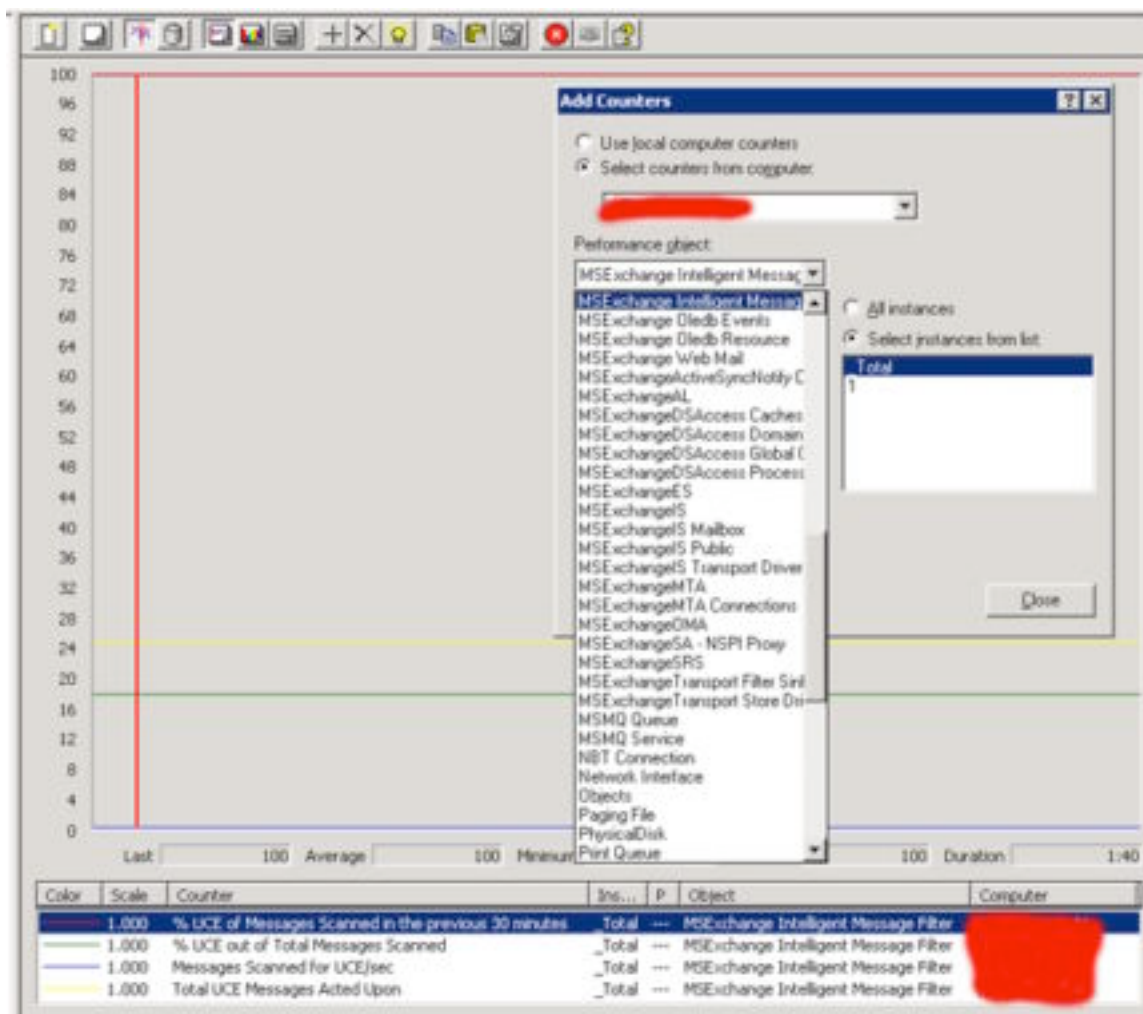 100
96
92
88
84
80
76
72
68
64
60
56
52
48
44
40
36
32
28
24
20
16
12
8
4
0
Add Counters
Use local computer counters
Select counters from computer:
Performance object:
MSExchange Intelligent Messag
MSExchange Intelligent Messag
MSExchange Oledb Events
MSExchange Oledb Resource
MSExchange Web Mail
MSExchangeActiveSyncNotify O
MSExchangeAL
MSExchangeDSAccess Caches
MSExchangeDSAccess Domain
MSExchangeDSAccess Global C
MSExchangeDSAccess Process
MSExchangeES
MSExchangeIS
MSExchangeIS Mailbox
MSExchangeIS Public
MSExchangeIS Transport Driver
MSExchangeMTA
MSExchangeMTA Connections
MSExchangeOMA
MSExchangeSA - NSPI Proxy
MSExchangeSRS
MSExchangeTransport Filter Sink
MSExchangeTransport Store Dri
MSMQ Queue
MSMQ Service
NBT Connection
Network Interface
Objects
Paging File
PhysicalDisk
Print Queue
All instances
Select instances from list:
_Total
1
Close
Last 100 Average 100 Minimum 100 Duration 1:40
Color Scale Counter Ins... P Object Computer
1.000 % UCE of Messages Scanned in the previous 30 minutes _Total --- MSExchange Intelligent Message Filter
1.000 % UCE out of Total Messages Scanned _Total --- MSExchange Intelligent Message Filter
1.000 Messages Scanned for UCE/sec _Total --- MSExchange Intelligent Message Filter
1.000 Total UCE Messages Acted Upon _Total --- MSExchange Intelligent Message Filter